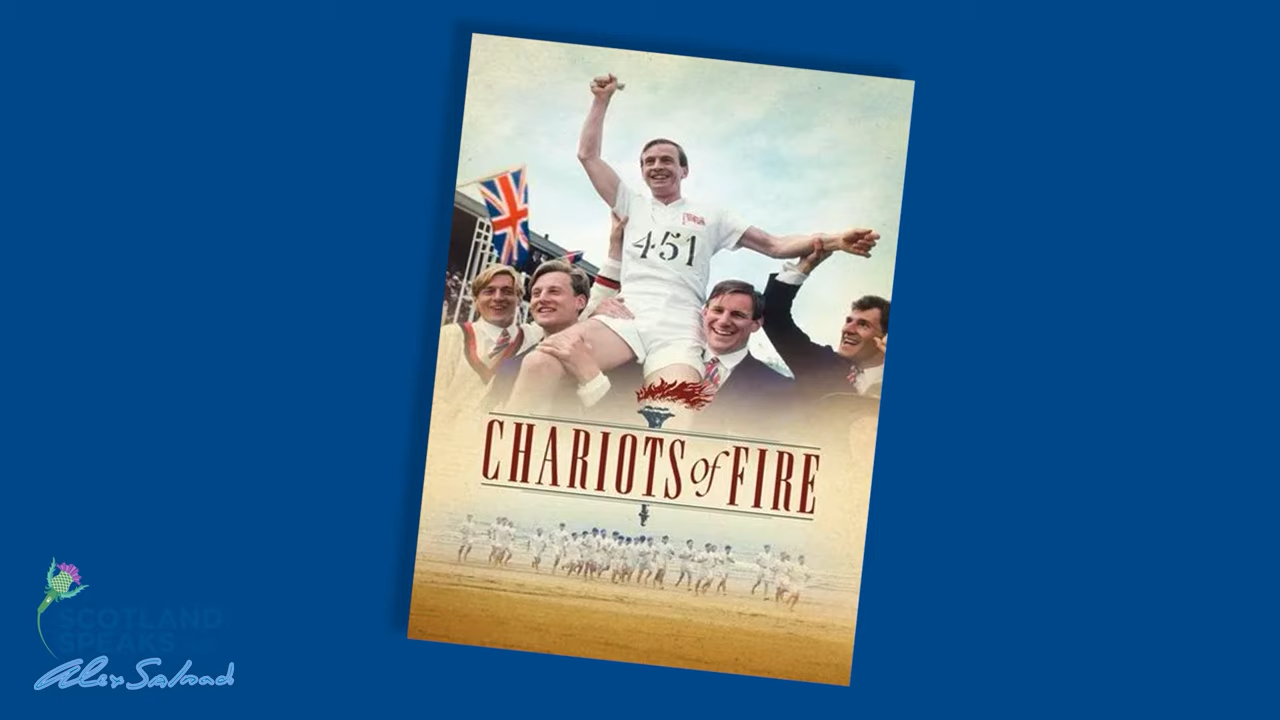 451
CHARIOTS of FIRE
SCOTLAND
SPEAKS
Alex Salmond